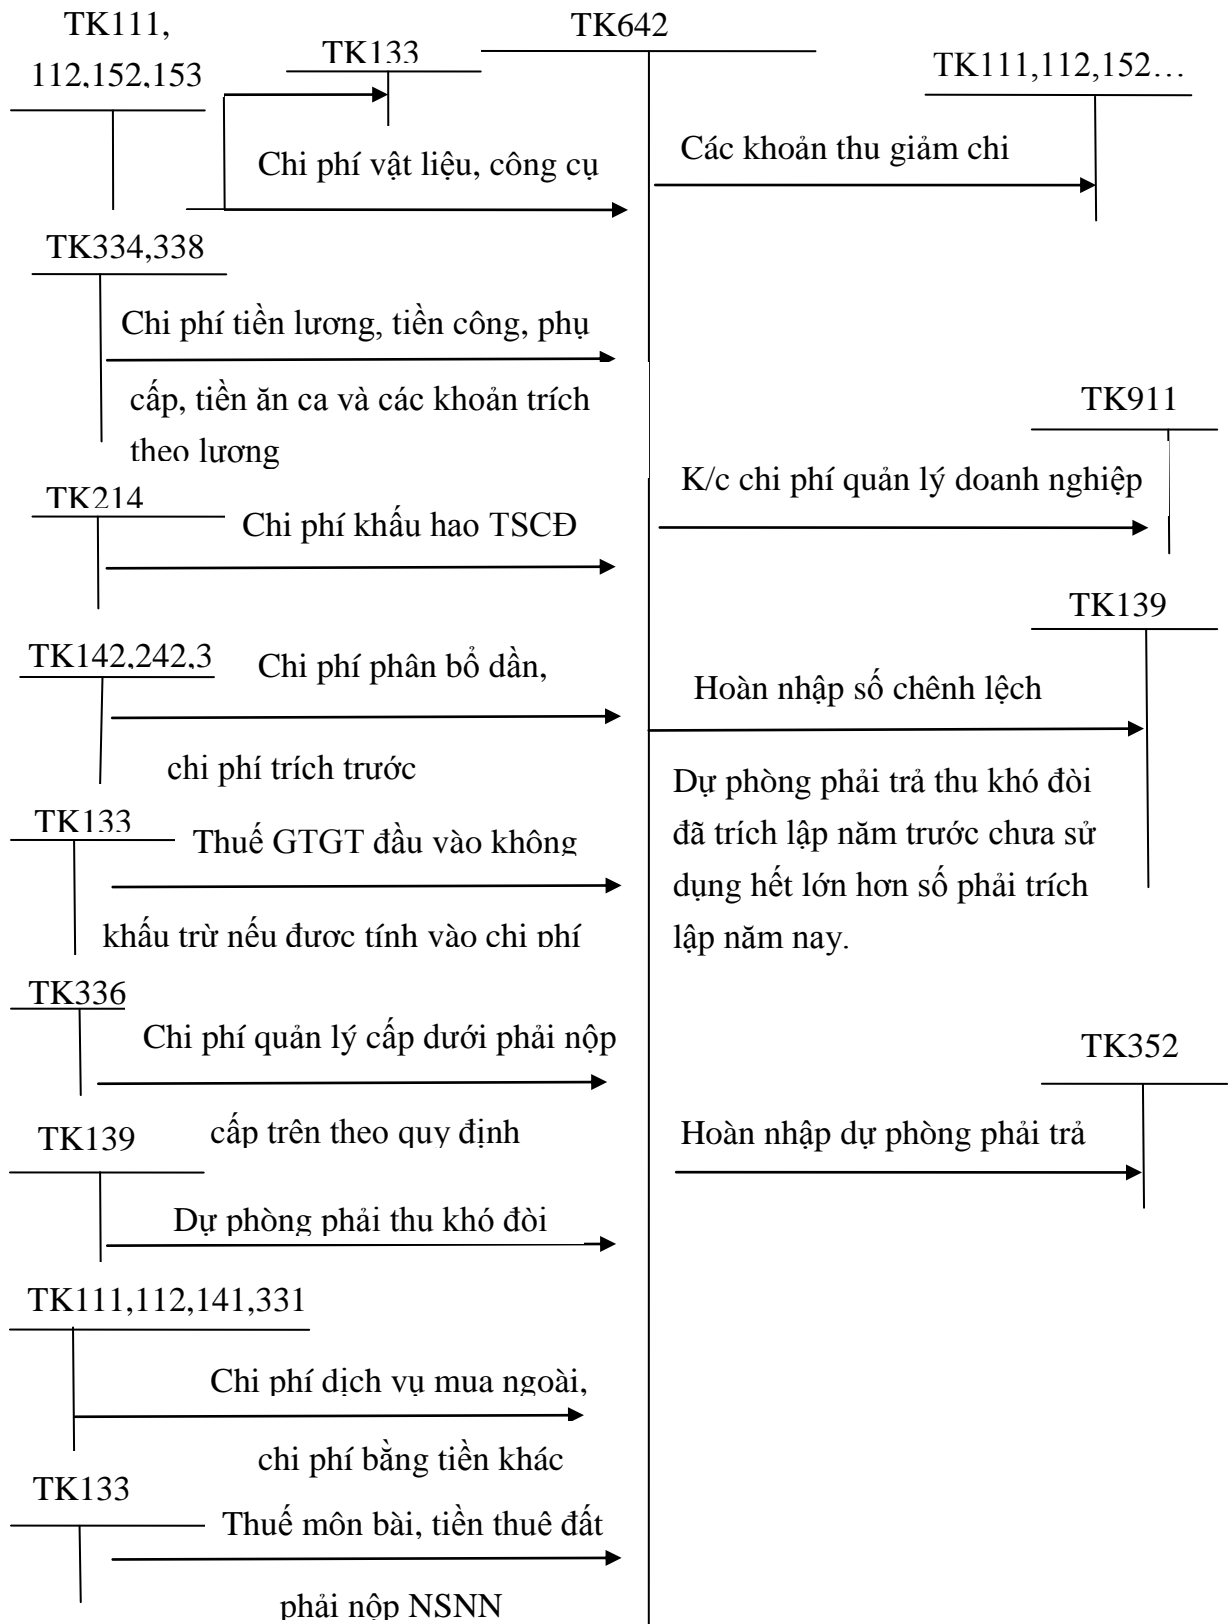 TK111,
112,152,153
TK133
TK642
TK111,112,152…
Chi phí vật liệu, công cụ
Các khoản thu giảm chi
TK334,338
Chi phí tiền lương, tiền công, phụ
cấp, tiền ăn ca và các khoản trích
theo lương
TK911
K/c chi phí quản lý doanh nghiệp
TK214
Chi phí khấu hao TSCĐ
TK139
TK142,242,3
Chi phí phân bổ dần,
chi phí trích trước
Hoàn nhập số chênh lệch
Dự phòng phải trả thu khó đòi
đã trích lập năm trước chưa sử
dụng hết lớn hơn số phải trích
lập năm nay.
TK133
Thuế GTGT đầu vào không
khấu trừ nếu được tính vào chi phí
TK336
Chi phí quản lý cấp dưới phải nộp
cấp trên theo quy định
TK352
Hoàn nhập dự phòng phải trả
TK139
Dự phòng phải thu khó đòi
TK111,112,141,331
Chi phí dịch vụ mua ngoài,
chi phí bằng tiền khác
TK133
Thuế môn bài, tiền thuê đất
phải nộp NSNN